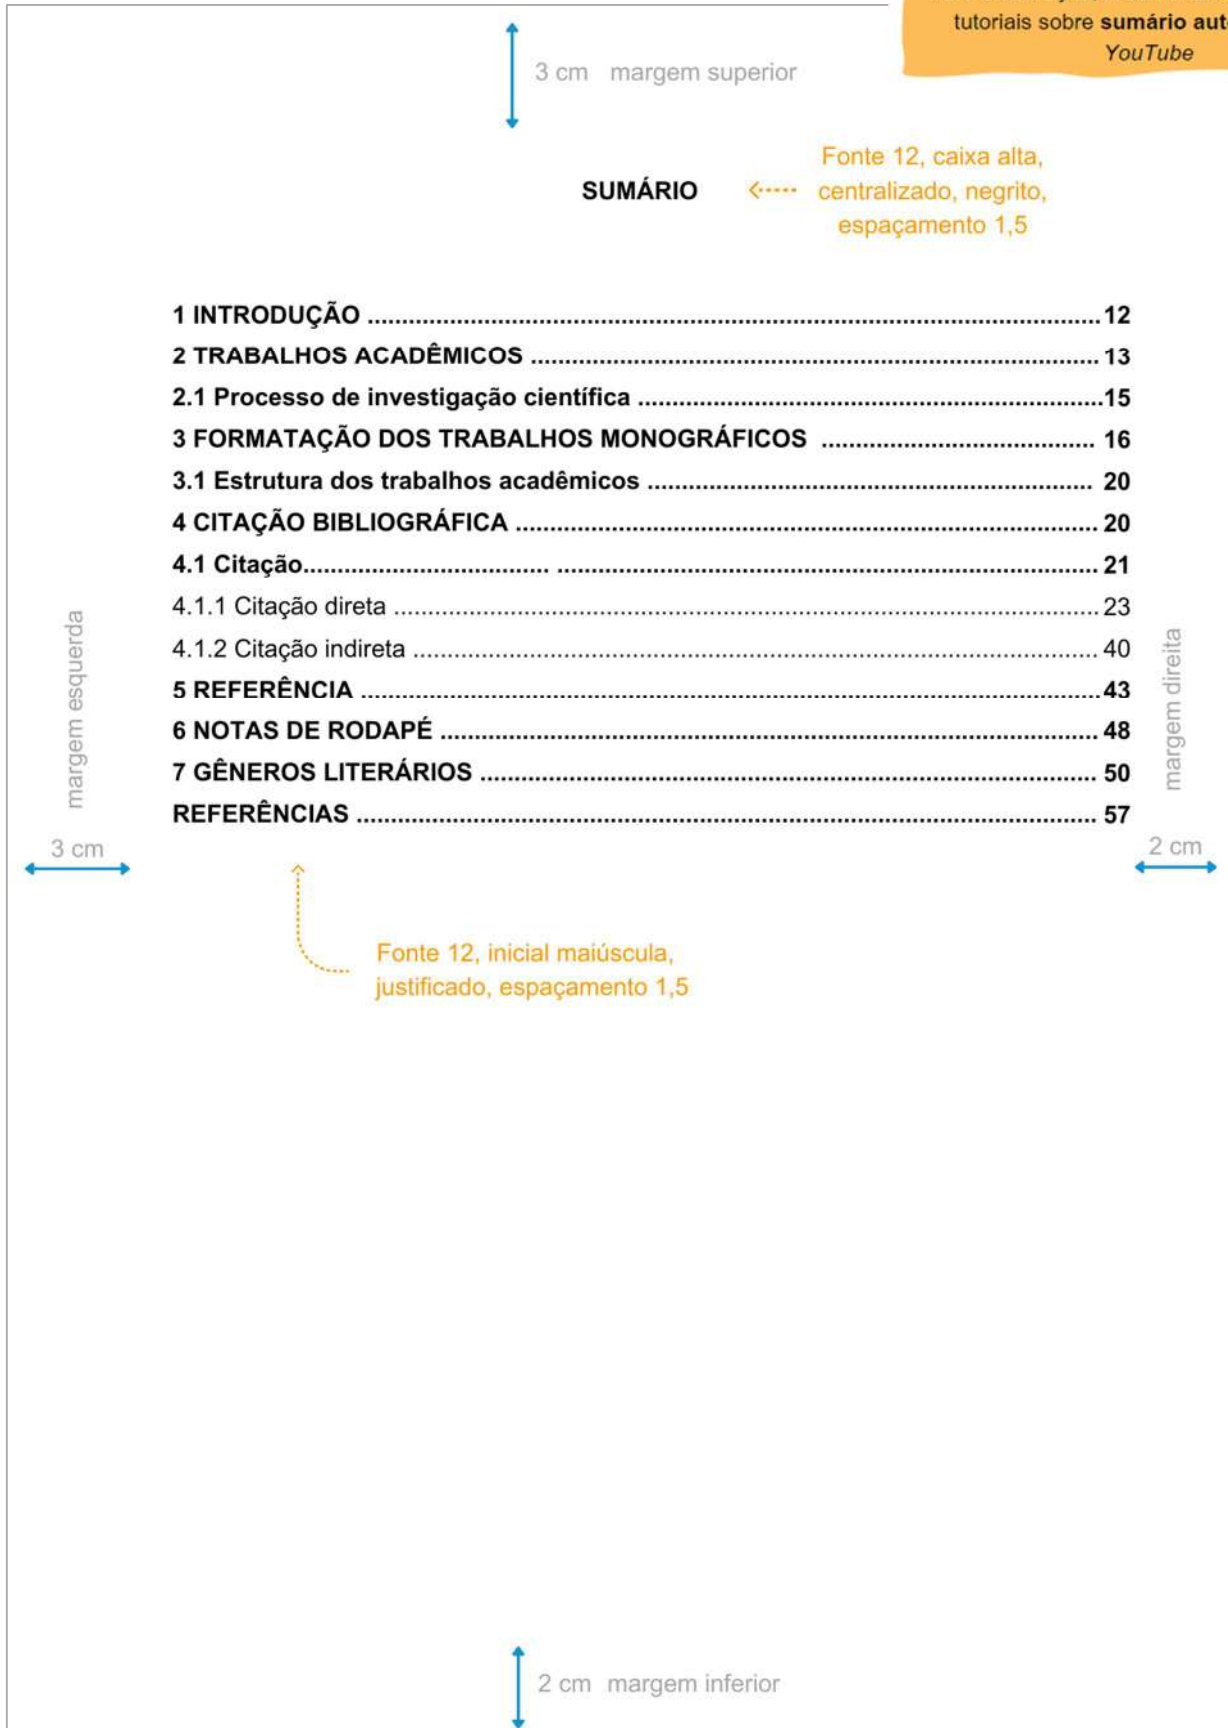 tutoriais sobre sumário
YouTube
3 cm margem superior
SUMÁRIO
Fonte 12, caixa alta,
centralizado, negrito,
espaçamento 1,5
1 INTRODUÇÃO ........................................................................................................ 12
2 TRABALHOS ACADÊMICOS ................................................................................ 13
2.1 Processo de investigação científica ................................................................. 15
3 FORMATAÇÃO DOS TRABALHOS MONOGRÁFICOS ....................................... 16
3.1 Estrutura dos trabalhos acadêmicos ............................................................... 20
4 CITAÇÃO BIBLIOGRÁFICA .................................................................................. 20
4.1 Citação.................................. ............................................................................. 21
4.1.1 Citação direta ..................................................................................................... 23
4.1.2 Citação indireta .................................................................................................. 40
5 REFERÊNCIA ......................................................................................................... 43
6 NOTAS DE RODAPÉ ............................................................................................. 48
7 GÊNEROS LITERÁRIOS ....................................................................................... 50
REFERÊNCIAS ......................................................................................................... 57
margem esquerda
3 cm
margem direita
2 cm
Fonte 12, inicial maiúscula,
justificado, espaçamento 1,5
2 cm margem inferior